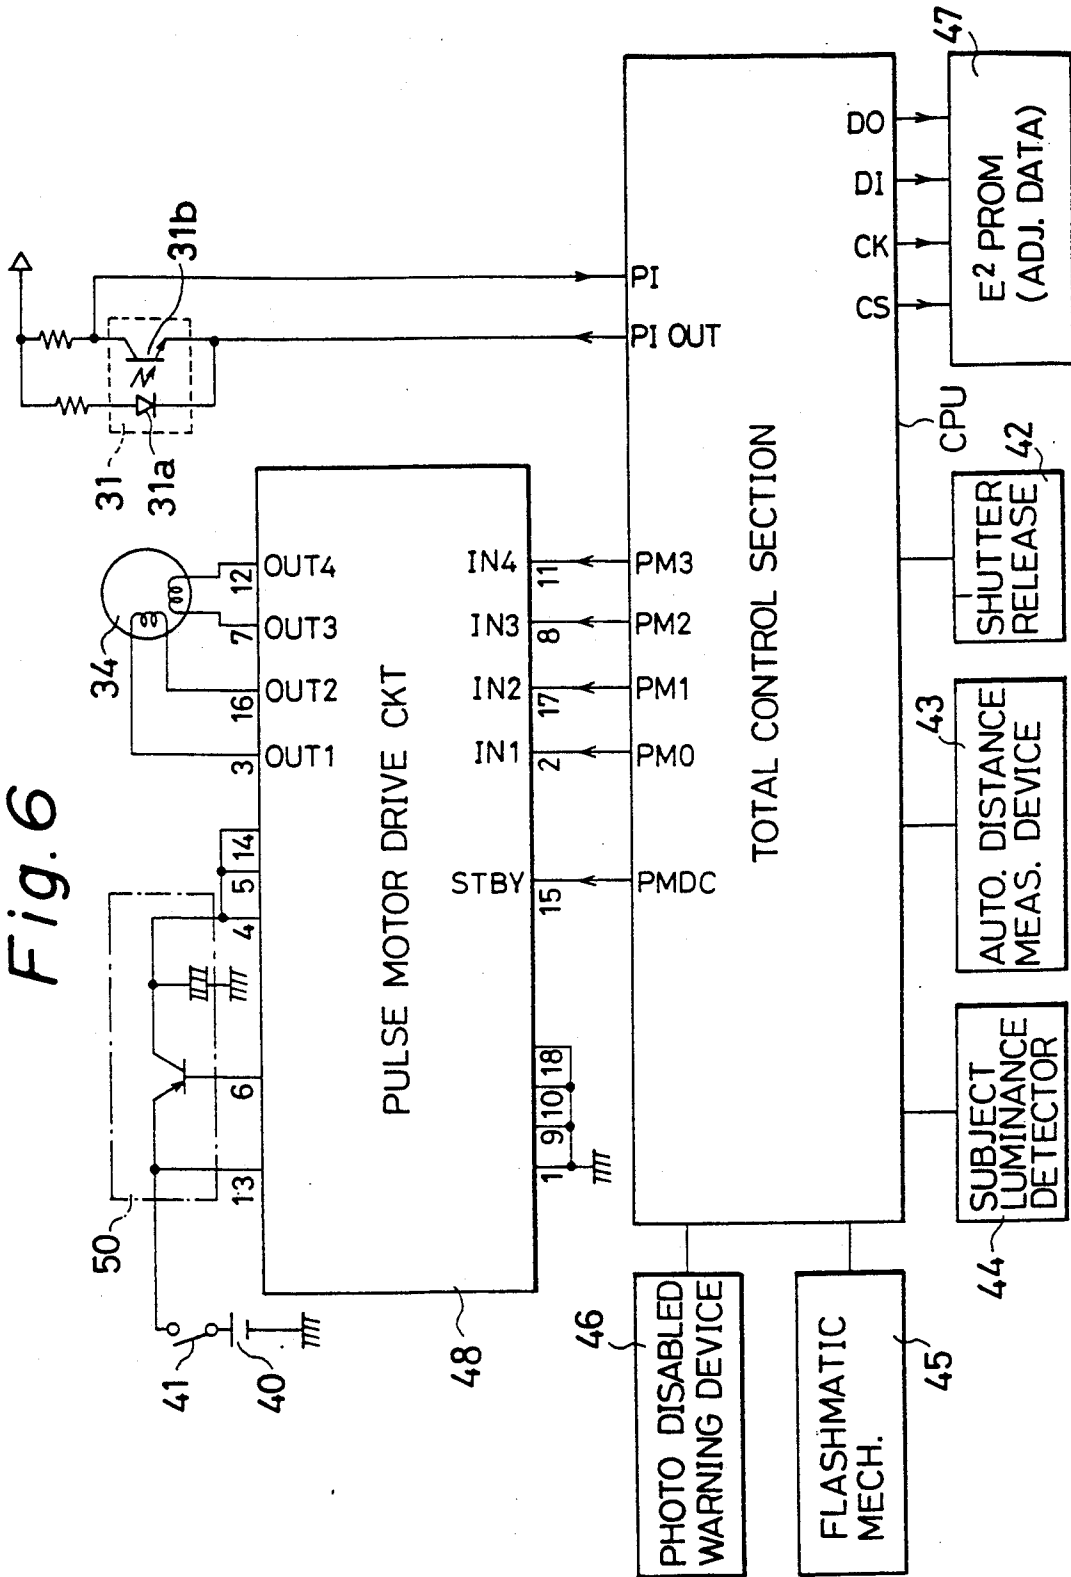 Fig. 6
50
41
40
13
6
4
5
14
3
OUT1
16
OUT2
7
OUT3
12
OUT4
34
31
31a
31b
PULSE MOTOR DRIVE CKT
48
1
9
10
18
STBY
15
IN1
2
IN2
17
IN3
8
IN4
11
PMDC
PM0
PM1
PM2
PM3
PI OUT
PI
TOTAL CONTROL SECTION
CS
CK
DI
DO
CPU
46
PHOTO DISABLED
WARNING DEVICE
FLASHMATIC
MECH.
45
44
SUBJECT
LUMINANCE
DETECTOR
43
AUTO. DISTANCE
MEAS. DEVICE
SHUTTER
RELEASE
42
47
E² PROM
(ADJ. DATA)